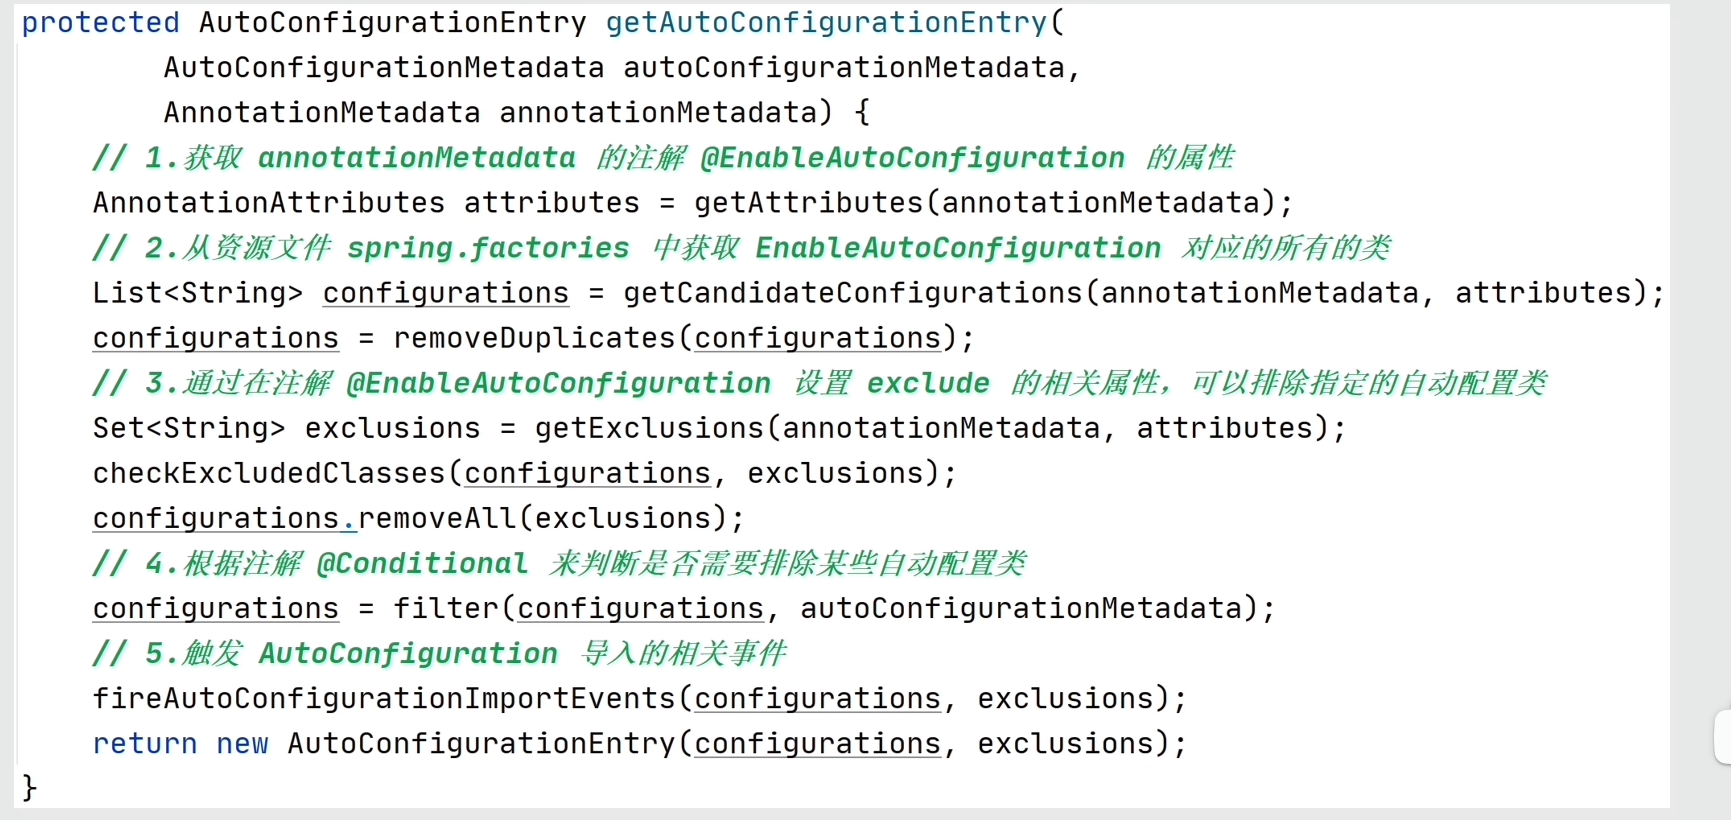 protected AutoConfigurationEntry getAutoConfigurationEntry(
AutoConfigurationMetadata autoConfigurationMetadata,
AnnotationMetadata annotationMetadata) {
// 1.获取 annotationMetadata 的注解 @EnableAutoConfiguration 的属性
AnnotationAttributes attributes = getAttributes(annotationMetadata);
// 2.从资源文件 spring.factories 中获取 EnableAutoConfiguration 对应的所有的类
List<String> configurations = getCandidateConfigurations(annotationMetadata, attributes);
configurations = removeDuplicates(configurations);
// 3.通过在注解 @EnableAutoConfiguration 设置 exclude 的相关属性，可以排除指定的自动配置类
Set<String> exclusions = getExclusions(annotationMetadata, attributes);
checkExcludedClasses(configurations, exclusions);
configurations.removeAll(exclusions);
// 4.根据注解 @Conditional 来判断是否需要排除某些自动配置类
configurations = filter(configurations, autoConfigurationMetadata);
// 5.触发 AutoConfiguration 导入的相关事件
fireAutoConfigurationImportEvents(configurations, exclusions);
return new AutoConfigurationEntry(configurations, exclusions);
}